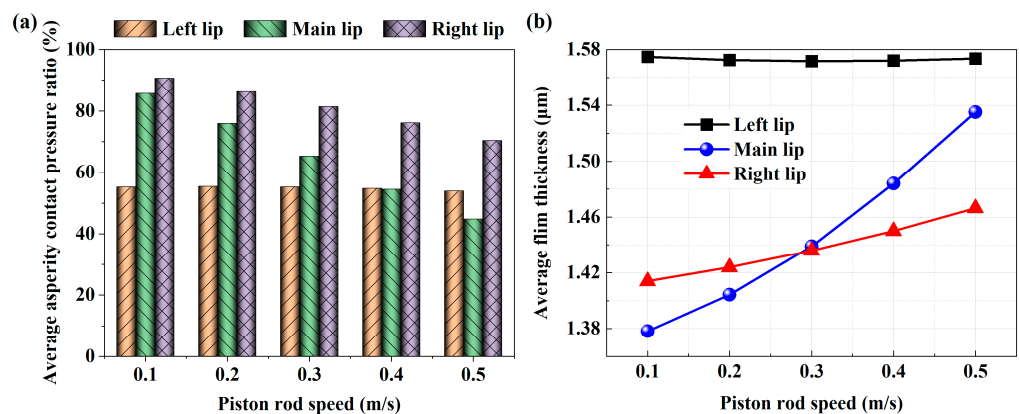 (a)
Left lip Main lip Right lip
Average asperity contact pressure ratio (%)
100
80
60
40
20
0
0.1 0.2 0.3 0.4 0.5
Piston rod speed (m/s)
(b)
Average flim thickness (μm)
1.58
1.54
1.50
1.46
1.42
1.38
Left lip
Main lip
Right lip
0.1 0.2 0.3 0.4 0.5
Piston rod speed (m/s)